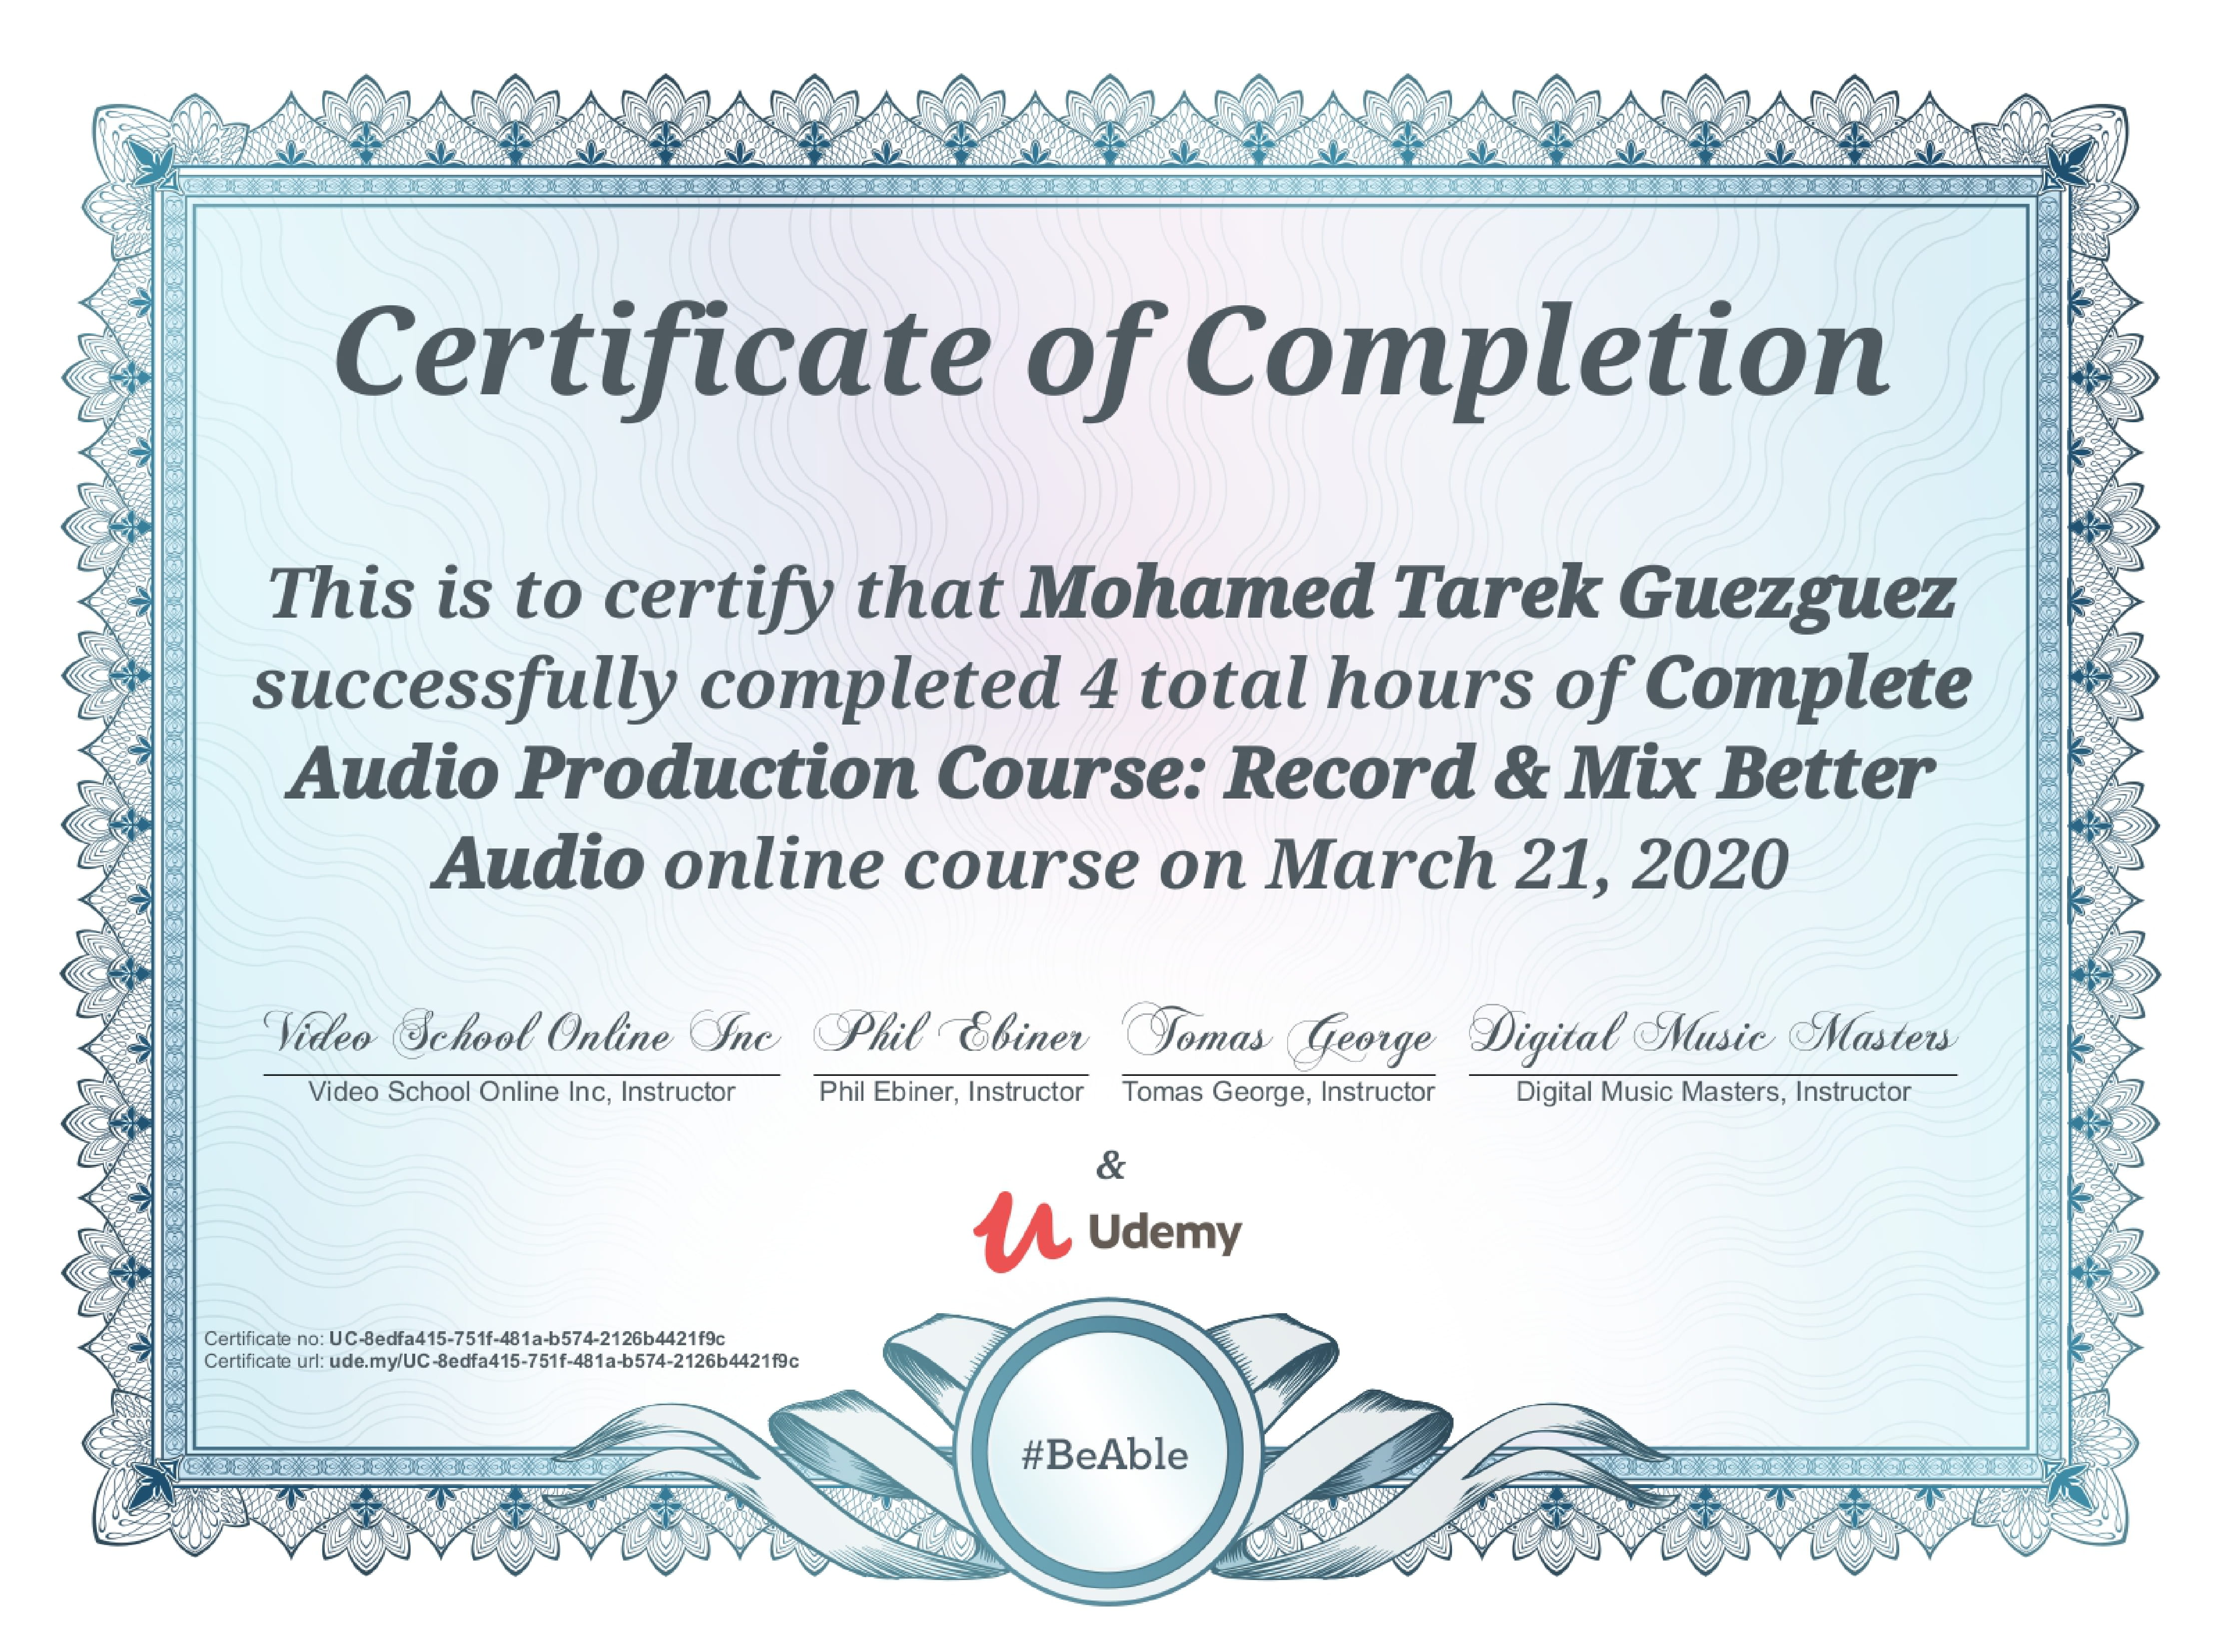 Certificate of Completion
This is to certify that Mohamed Tarek Guezguez
successfully completed 4 total hours of Complete
Audio Production Course: Record & Mix Better
Audio online course on March 21, 2020
Video School Online Inc Phil Ebiner Tomas George Digital Music Masters
Video School Online Inc, Instructor Phil Ebiner, Instructor Tomas George, Instructor Digital Music Masters, Instructor
&
Udemy
Certificate no: UC-8edfa415-751f-481a-b574-2126b4421f9c
Certificate url: ude.my/UC-8edfa415-751f-481a-b574-2126b4421f9c
#BeAble